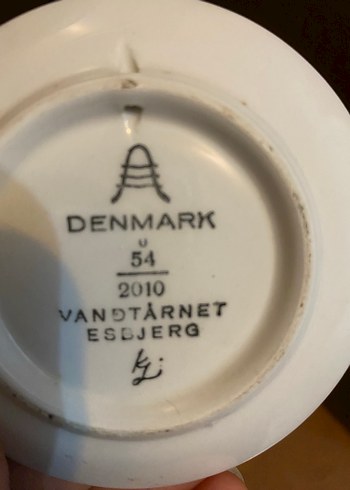 DENMARK
U
54
2010
VANDTÅRNET
ESBJERG